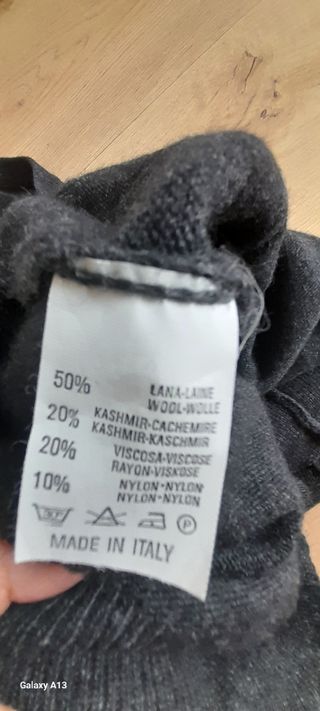 50% LANA-LAINE
WOOL-WOLLE
20% KASHMIR-CACHEMIRE
KASHMIR-KASCHMIR
20% VISCOSA-VISCOSE
RAYON-VISKOSE
10% NYLON-NYLON
NYLON-NYLON
P
MADE IN ITALY
Galaxy A13